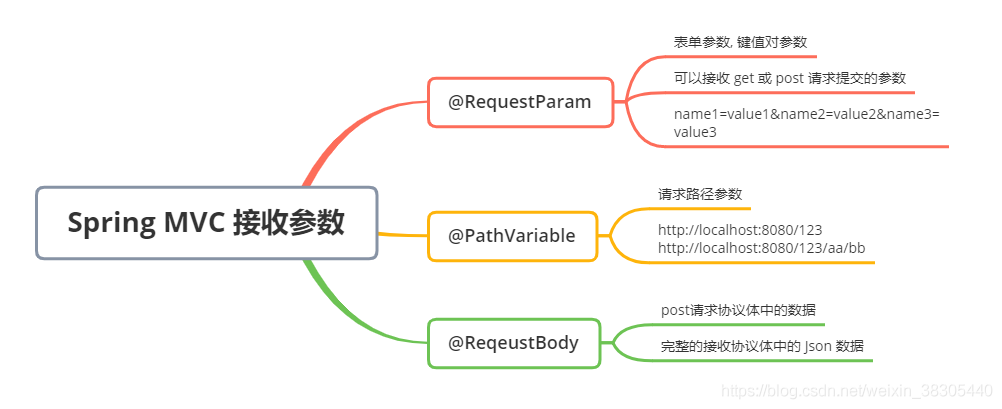 表单参数, 键值对参数
@RequestParam
可以接收 get 或 post 请求提交的参数
name1=value1&name2=value2&name3=
value3
Spring MVC 接收参数
请求路径参数
@PathVariable
http://localhost:8080/123
http://localhost:8080/123/aa/bb
post请求协议体中的数据
@ReqeustBody
完整的接收协议体中的 Json 数据
https://blog.csdn.net/weixin_38305440